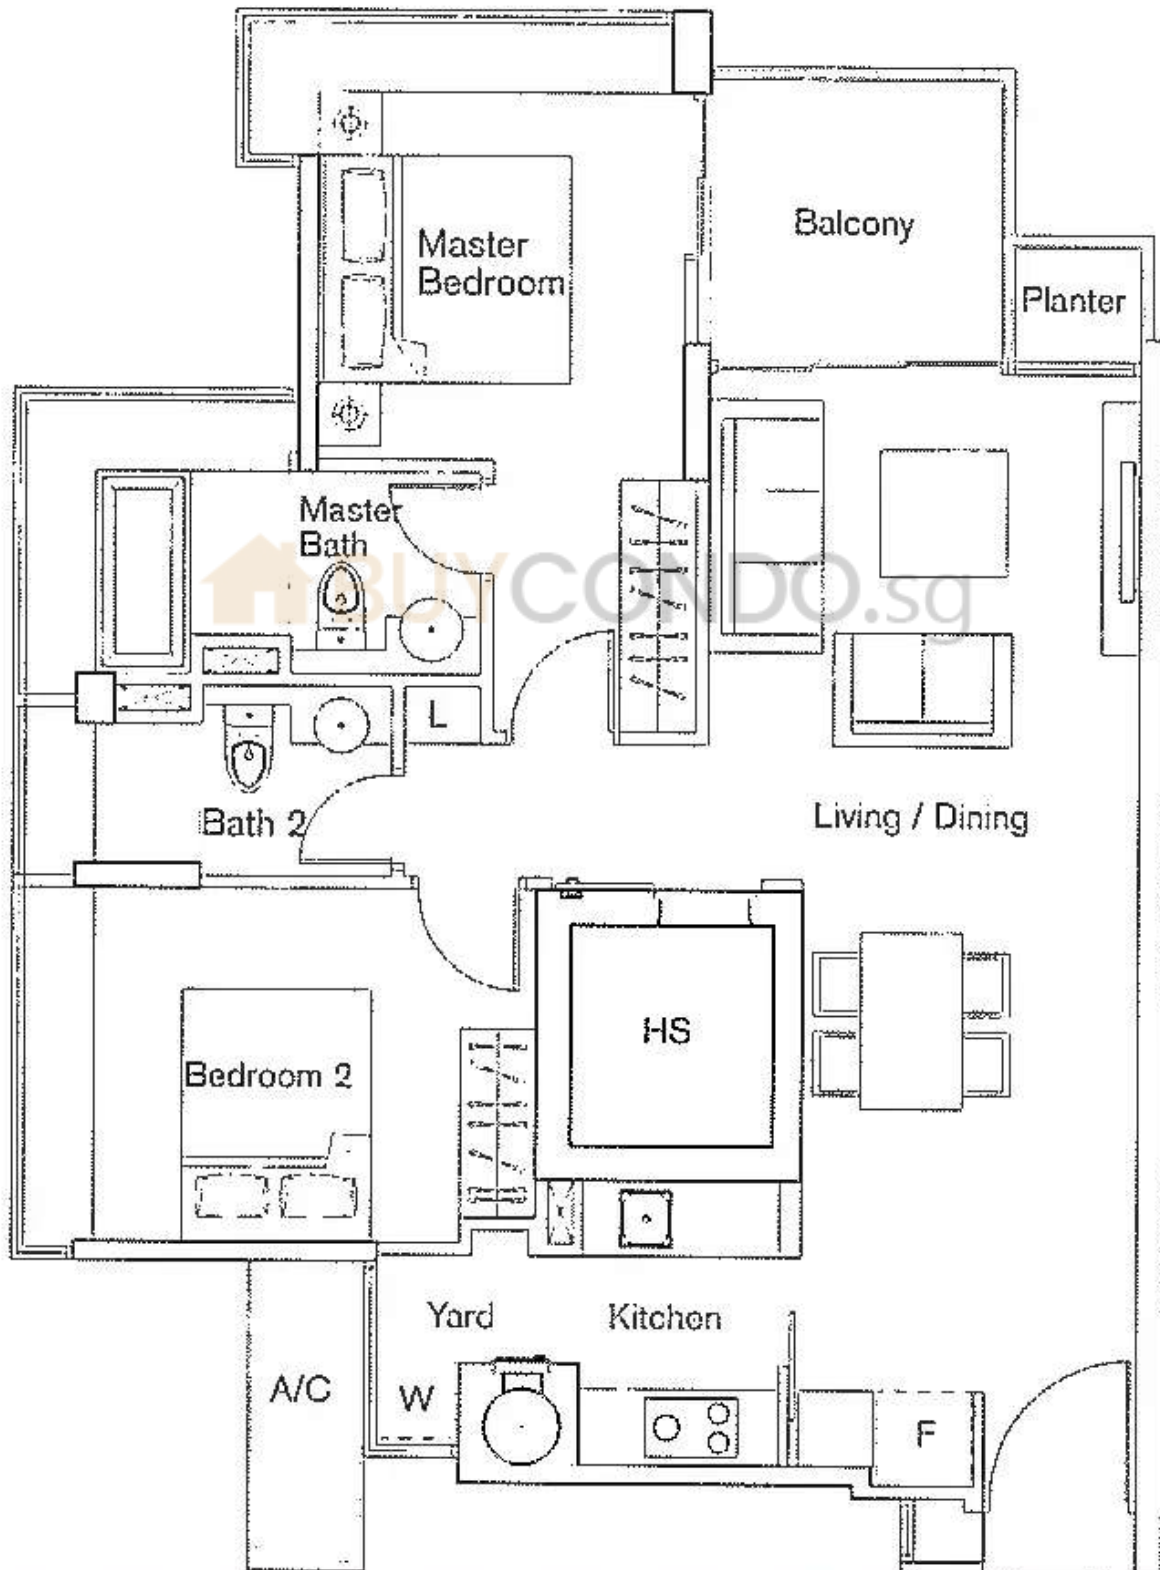 Balcony
Master
Bedroom
Planter
Master
Bath
BUYCONDO.sg
L
Bath 2
Living / Dining
HS
Bedroom 2
Yard
Kitchen
A/C
W
F